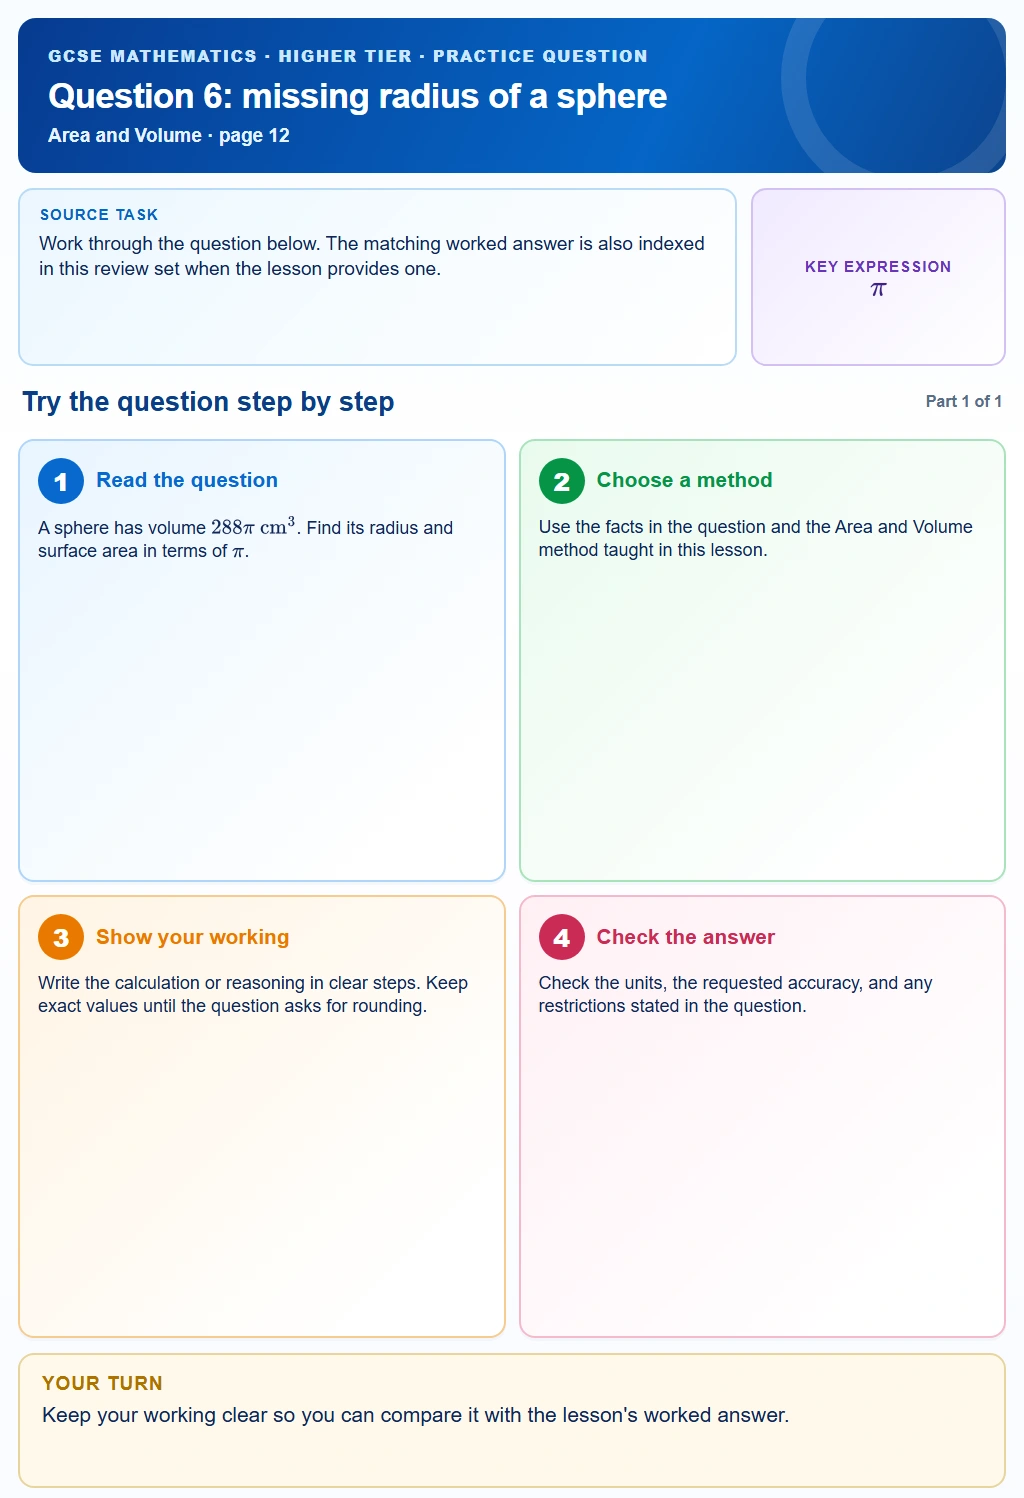 GCSE MATHEMATICS · HIGHER TIER · PRACTICE QUESTION
Question 6: missing radius of a sphere
Area and Volume · page 12
SOURCE TASK
Work through the question below. The matching worked answer is also indexed
in this review set when the lesson provides one.
KEY EXPRESSION
π
Try the question step by step
Part 1 of 1
1 Read the question
A sphere has volume 288π cm³. Find its radius and
surface area in terms of π.
2 Choose a method
Use the facts in the question and the Area and Volume
method taught in this lesson.
3 Show your working
Write the calculation or reasoning in clear steps. Keep
exact values until the question asks for rounding.
4 Check the answer
Check the units, the requested accuracy, and any
restrictions stated in the question.
YOUR TURN
Keep your working clear so you can compare it with the lesson's worked answer.